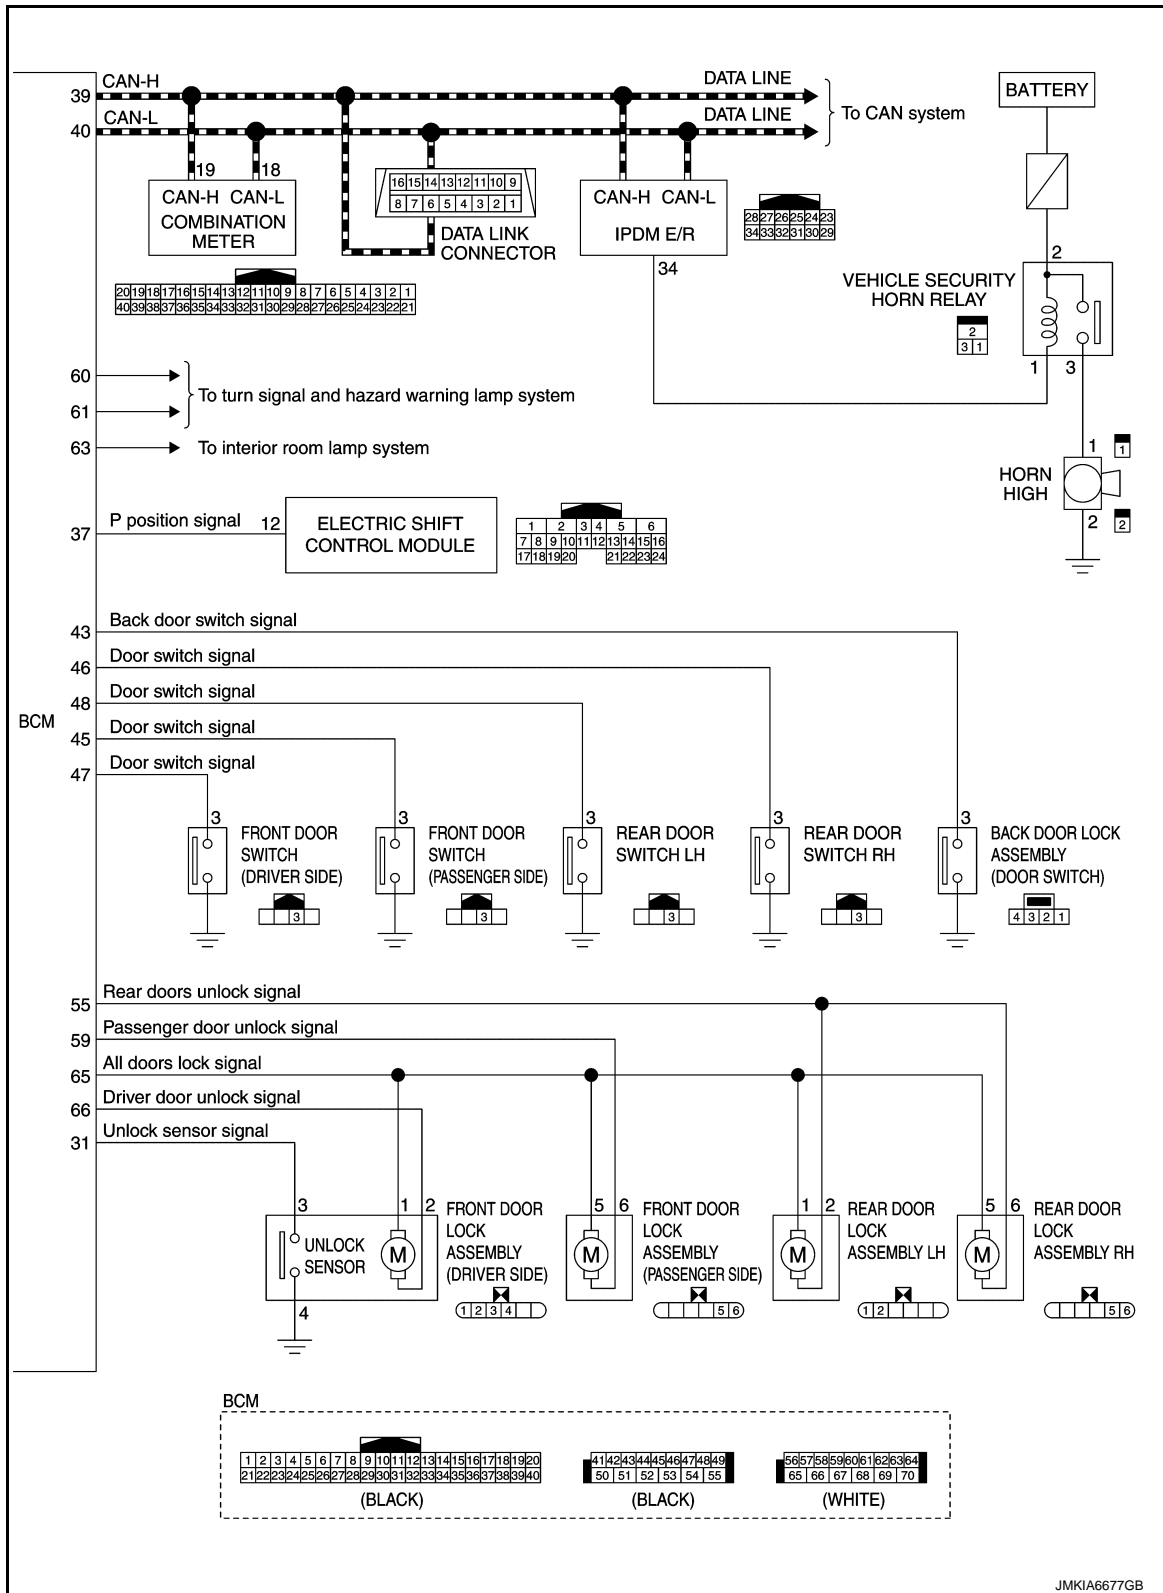 CAN-H
DATA LINE
39
CAN-L
DATA LINE
40
To CAN system
BATTERY
19 18
CAN-H CAN-L
COMBINATION
METER
16 15 14 13 12 11 10 9
8 7 6 5 4 3 2 1
DATA LINK
CONNECTOR
CAN-H CAN-L
IPDM E/R
34
28 27 26 25 24 23
34 33 32 31 30 29
20 19 18 17 16 15 14 13 12 11 10 9 8 7 6 5 4 3 2 1
40 39 38 37 36 35 34 33 32 31 30 29 28 27 26 25 24 23 22 21
VEHICLE SECURITY
HORN RELAY
2
3 1
2
1 3
60
61
To turn signal and hazard warning lamp system
63
To interior room lamp system
HORN
HIGH
1
1
2
2
37
P position signal
12
ELECTRIC SHIFT
CONTROL MODULE
1 2 3 4 5 6
7 8 9 10 11 12 13 14 15 16
17 18 19 20 21 22 23 24
BCM
43
Back door switch signal
46
Door switch signal
48
Door switch signal
45
Door switch signal
47
Door switch signal
3
FRONT DOOR
SWITCH
(DRIVER SIDE)
3
3
FRONT DOOR
SWITCH
(PASSENGER SIDE)
3
3
REAR DOOR
SWITCH LH
3
3
REAR DOOR
SWITCH RH
3
3
BACK DOOR LOCK
ASSEMBLY
(DOOR SWITCH)
4 3 2 1
55
Rear doors unlock signal
59
Passenger door unlock signal
65
All doors lock signal
66
Driver door unlock signal
31
Unlock sensor signal
3 1 2
UNLOCK
SENSOR
M
4
FRONT DOOR
LOCK
ASSEMBLY
(DRIVER SIDE)
1 2 3 4
5 6
M
FRONT DOOR
LOCK
ASSEMBLY
(PASSENGER SIDE)
5 6
1 2
M
REAR DOOR
LOCK
ASSEMBLY LH
1 2
5 6
M
REAR DOOR
LOCK
ASSEMBLY RH
5 6
BCM
1 2 3 4 5 6 7 8 9 10 11 12 13 14 15 16 17 18 19 20
21 22 23 24 25 26 27 28 29 30 31 32 33 34 35 36 37 38 39 40
(BLACK)
41 42 43 44 45 46 47 48 49
50 51 52 53 54 55
(BLACK)
56 57 58 59 60 61 62 63 64
65 66 67 68 69 70
(WHITE)
JMKIA6677GB